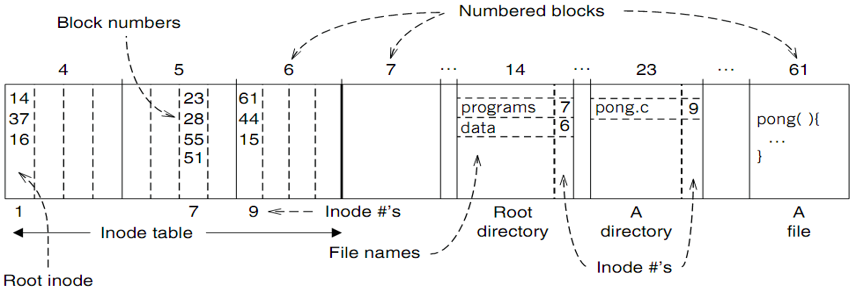 Block numbers
Numbered blocks
4 5 6 7 ... 14 ... 23 ... 61
14 23 61 programs 7 pong.c 9
37 28 44 data 6 pong( ){
16 55 15 ...
51 }
1 7 9 Inode #'s Root directory A directory A file
Inode table
File names
Inode #'s
Root inode